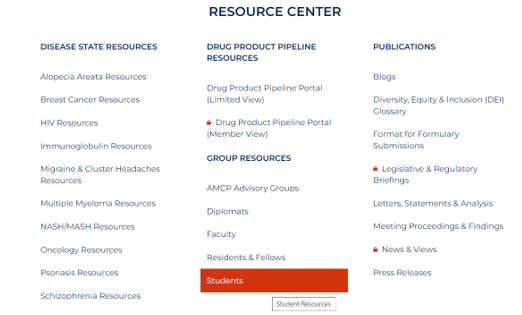 RESOURCE CENTER
DISEASE STATE RESOURCES
Alopecia Areata Resources
Breast Cancer Resources
HIV Resources
Immunoglobulin Resources
Migraine & Cluster Headaches
Resources
Multiple Myeloma Resources
NASH/MASH Resources
Oncology Resources
Psoriasis Resources
Schizophrenia Resources
DRUG PRODUCT PIPELINE
RESOURCES
Drug Product Pipeline Portal
(Limited View)
Drug Product Pipeline Portal
(Member View)
GROUP RESOURCES
AMCP Advisory Groups
Diplomats
Faculty
Residents & Fellows
Students
Student Resources
PUBLICATIONS
Blogs
Diversity, Equity & Inclusion (DEI)
Glossary
Format for Formulary
Submissions
Legislative & Regulatory
Briefings
Letters, Statements & Analysis
Meeting Proceedings & Findings
News & Views
Press Releases